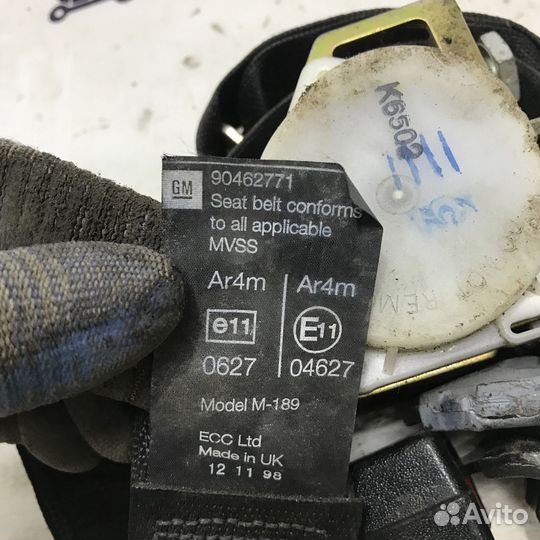 K6502
GM 90462771
Seat belt conforms
to all applicable
MVSS
Ar4m Ar4m
e11 E11
0627 04627
Model M-189
ECC Ltd
Made in UK
12 11 98
Avito